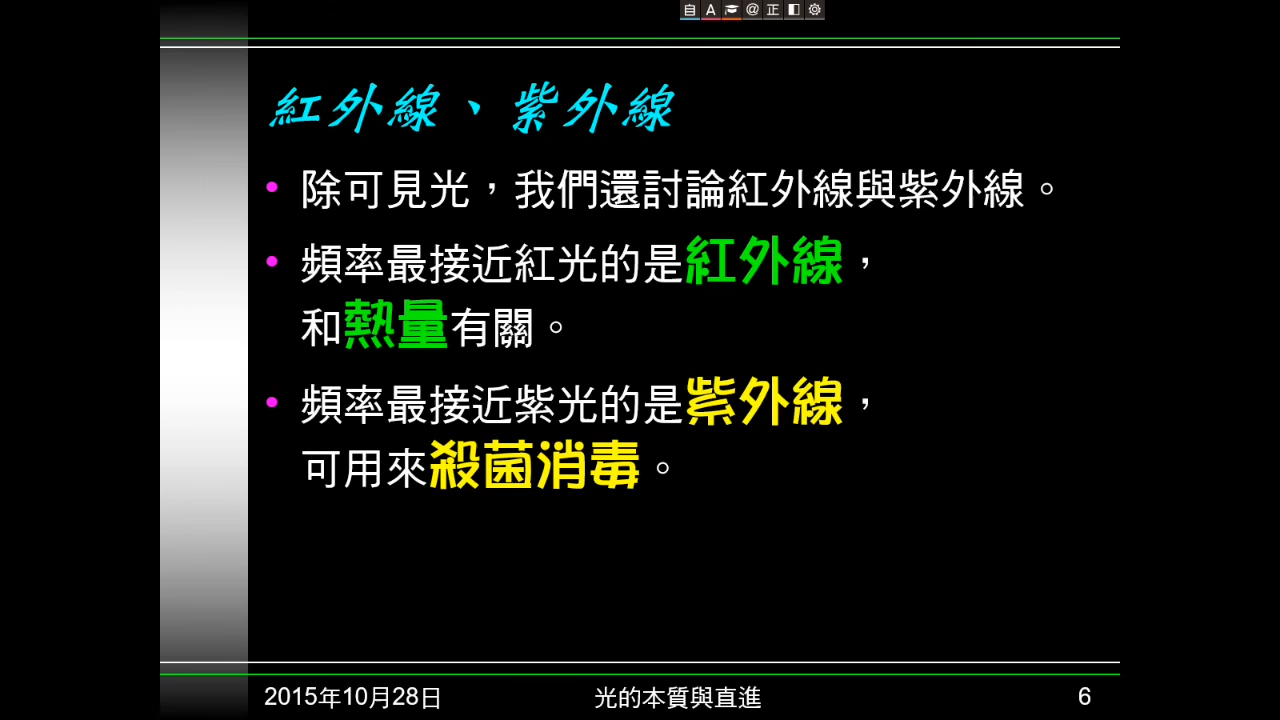 自 A @ 正
紅外線、紫外線
• 除可見光，我們還討論紅外線與紫外線。
• 頻率最接近紅光的是紅外線，
和熱量有關。
• 頻率最接近紫光的是紫外線，
可用來殺菌消毒。
2015年10月28日 光的本質與直進 6